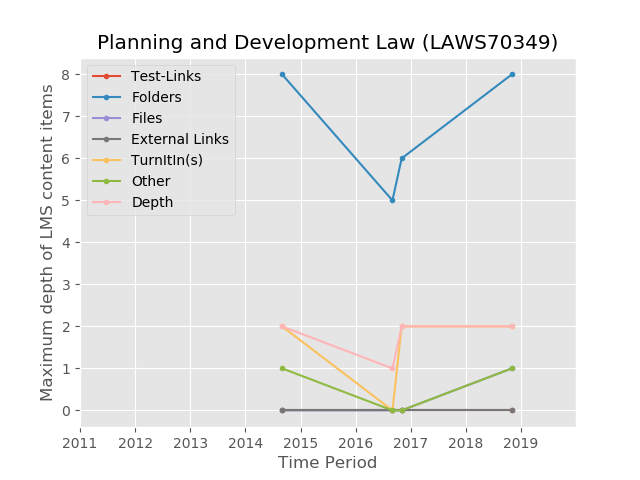 Planning and Development Law (LAWS70349)
Maximum depth of LMS content items
8
7
6
5
4
3
2
1
0
Test-Links
Folders
Files
External Links
TurnItIn(s)
Other
Depth
2011 2012 2013 2014 2015 2016 2017 2018 2019
Time Period